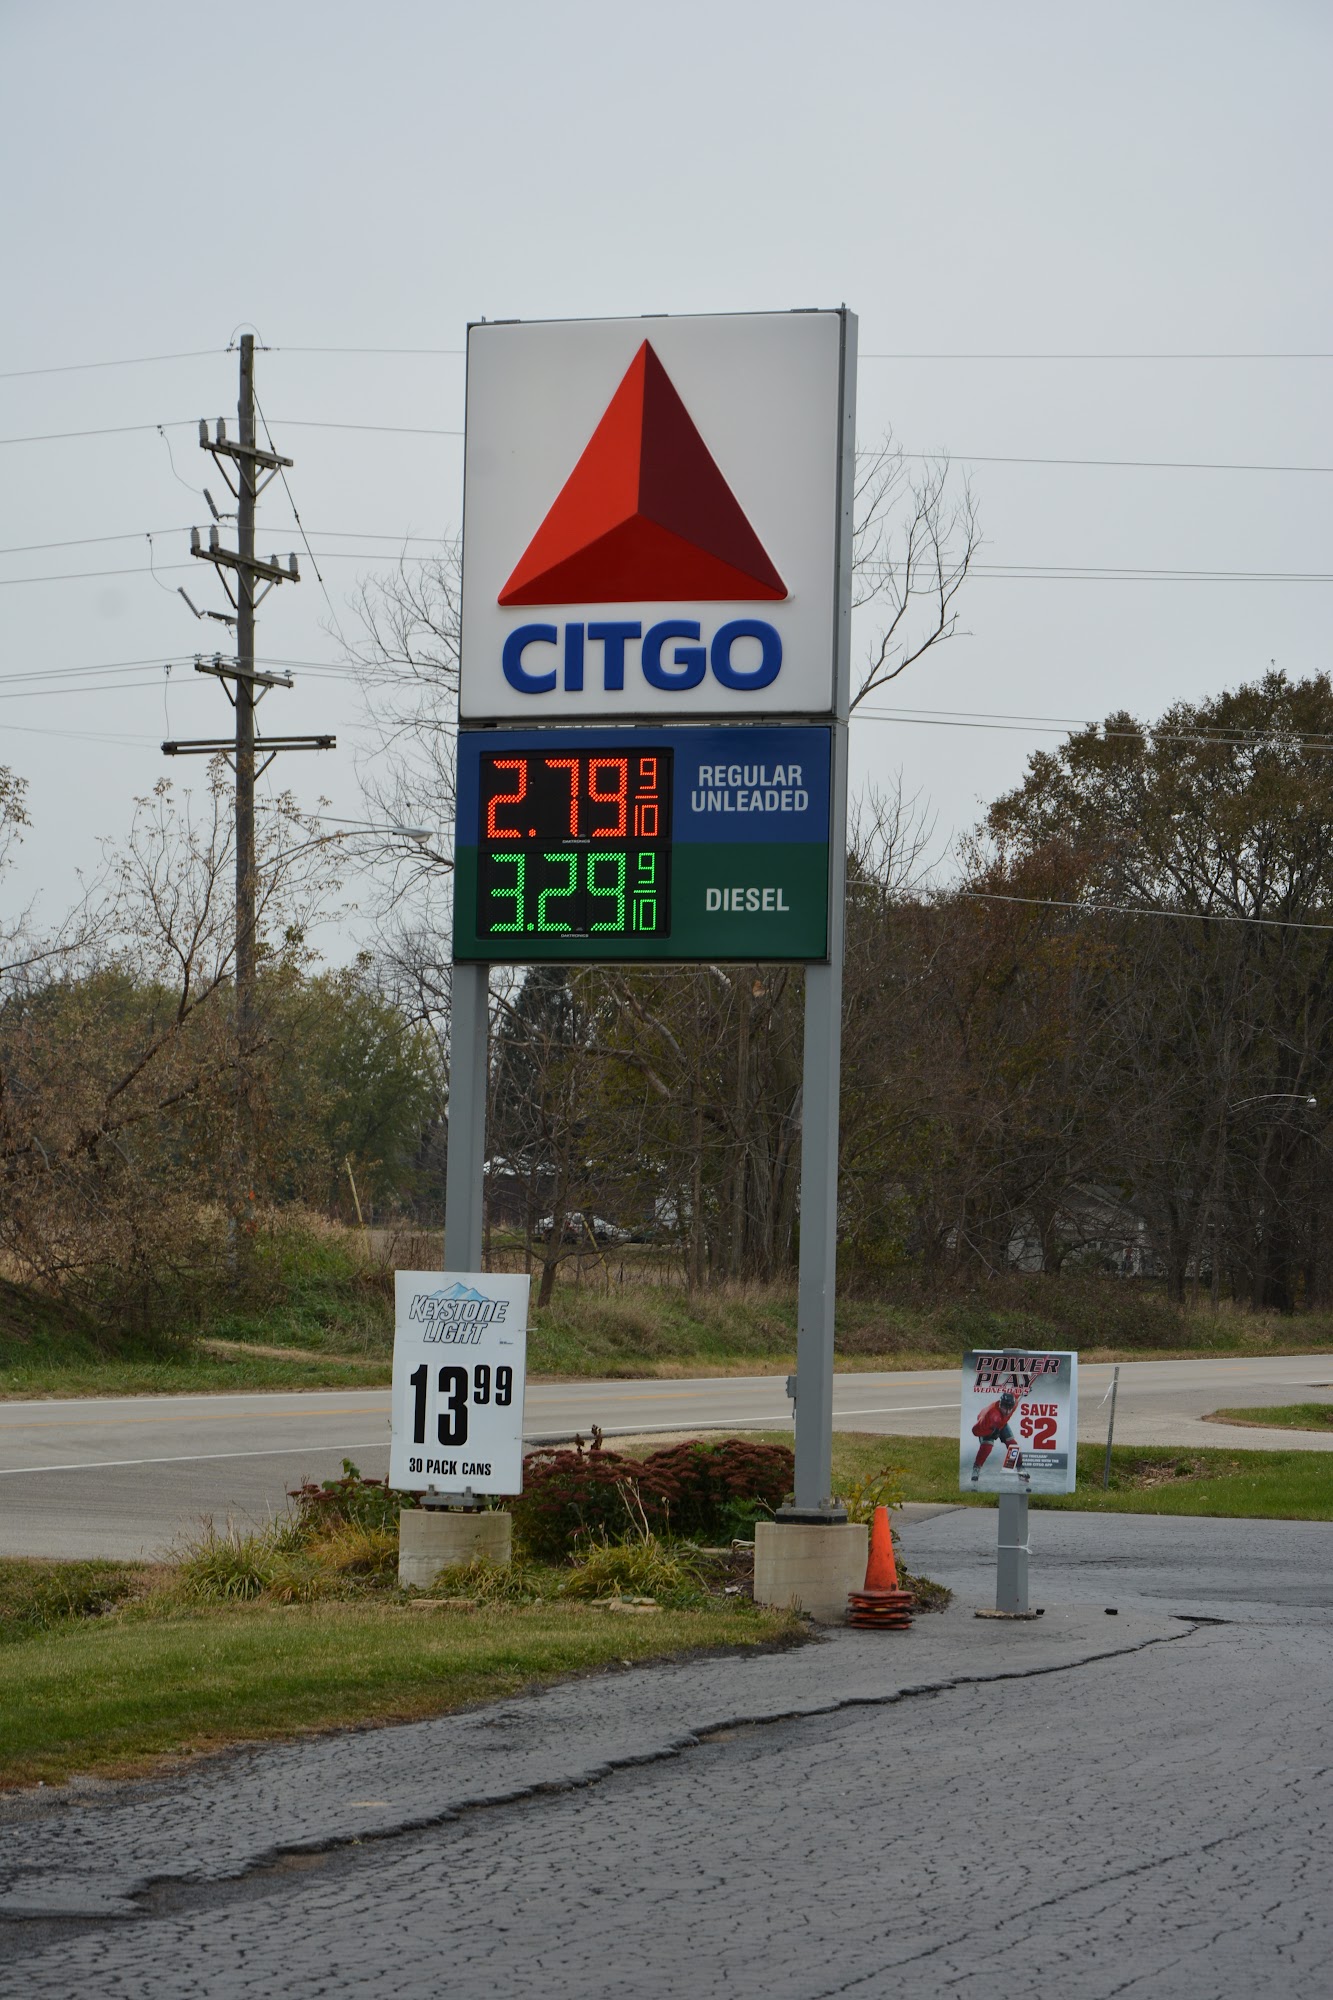 CITGO
2.79 9/10
REGULAR
UNLEADED
3.29 9/10
DIESEL
KEYSTONE
LIGHT
13 99
30 PACK CANS
POWER
PLAY
WEDNESDAYS
SAVE
$2